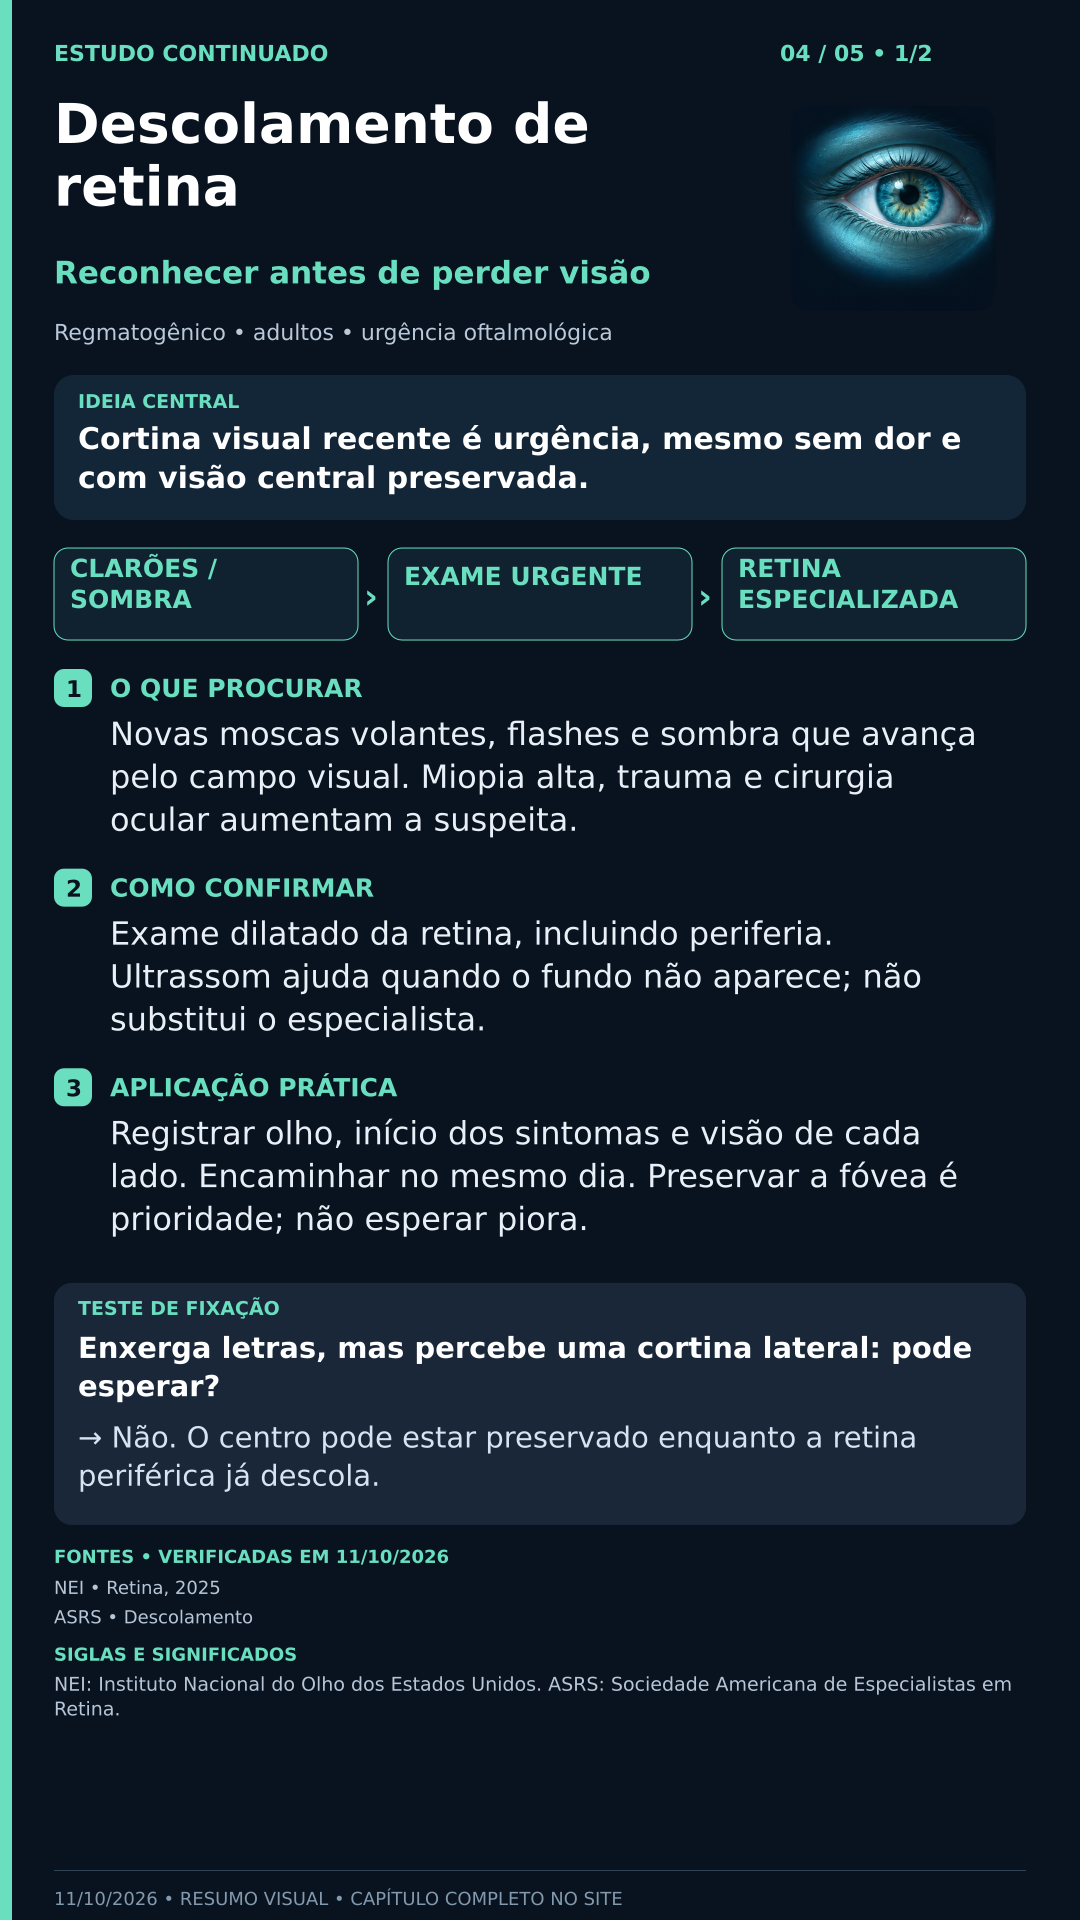 ESTUDO CONTINUADO
04 / 05 • 1/2
Descolamento de
retina
Reconhecer antes de perder visão
Regmatogênico • adultos • urgência oftalmológica
IDEIA CENTRAL
Cortina visual recente é urgência, mesmo sem dor e
com visão central preservada.
CLARÕES /
SOMBRA
›
EXAME URGENTE
›
RETINA
ESPECIALIZADA
1 O QUE PROCURAR
Novas moscas volantes, flashes e sombra que avança
pelo campo visual. Miopia alta, trauma e cirurgia
ocular aumentam a suspeita.
2 COMO CONFIRMAR
Exame dilatado da retina, incluindo periferia.
Ultrassom ajuda quando o fundo não aparece; não
substitui o especialista.
3 APLICAÇÃO PRÁTICA
Registrar olho, início dos sintomas e visão de cada
lado. Encaminhar no mesmo dia. Preservar a fóvea é
prioridade; não esperar piora.
TESTE DE FIXAÇÃO
Enxerga letras, mas percebe uma cortina lateral: pode
esperar?
→ Não. O centro pode estar preservado enquanto a retina
periférica já descola.
FONTES • VERIFICADAS EM 11/10/2026
NEI • Retina, 2025
ASRS • Descolamento
SIGLAS E SIGNIFICADOS
NEI: Instituto Nacional do Olho dos Estados Unidos. ASRS: Sociedade Americana de Especialistas em
Retina.
11/10/2026 • RESUMO VISUAL • CAPÍTULO COMPLETO NO SITE